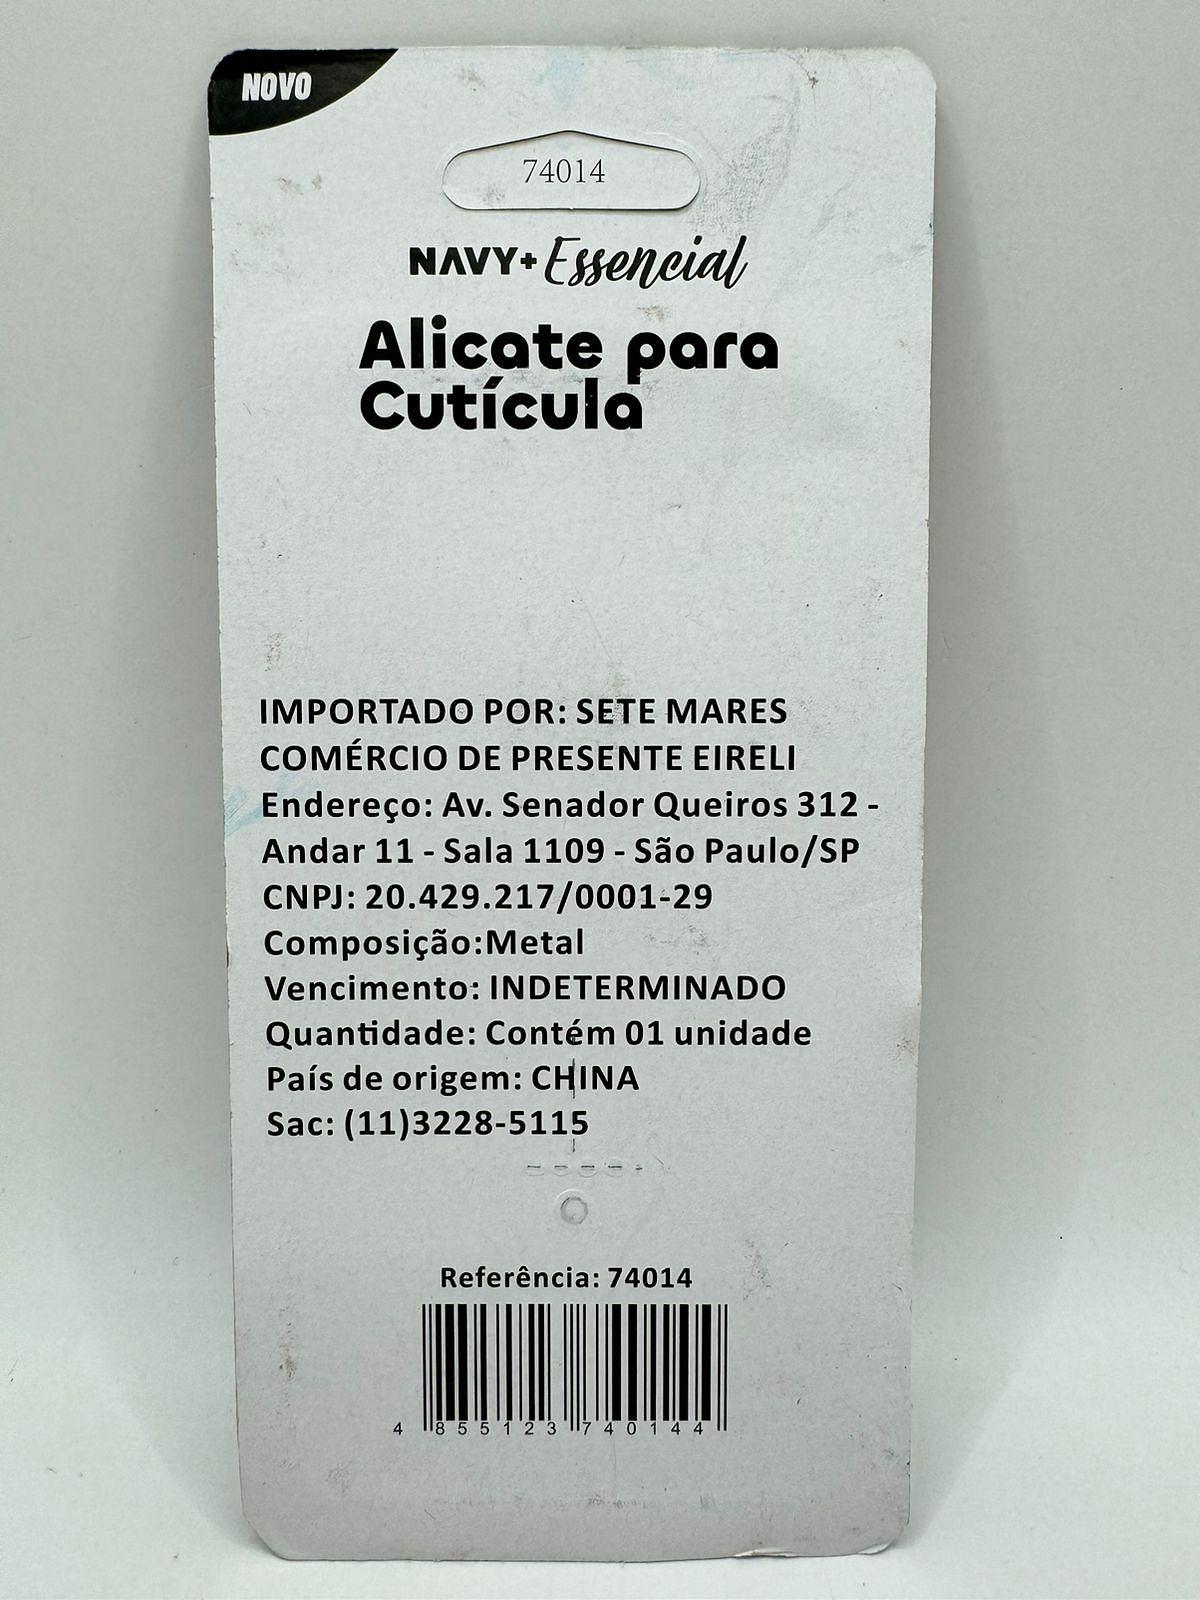 NOVO
74014
NAVY+ Essencial
Alicate para
Cutícula
IMPORTADO POR: SETE MARES
COMÉRCIO DE PRESENTE EIRELI
Endereço: Av. Senador Queiros 312 -
Andar 11 - Sala 1109 - São Paulo/SP
CNPJ: 20.429.217/0001-29
Composição:Metal
Vencimento: INDETERMINADO
Quantidade: Contém 01 unidade
País de origem: CHINA
Sac: (11)3228-5115
Referência: 74014
4 855123 740144